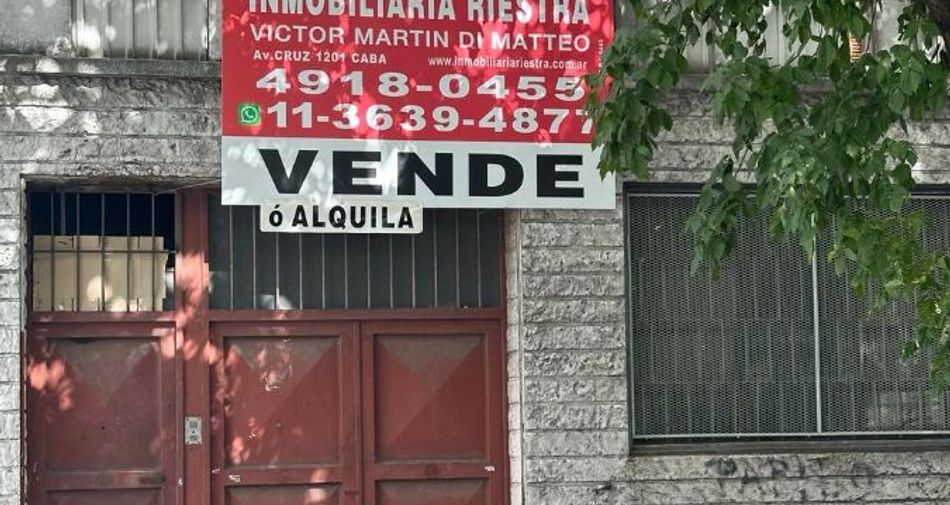 INMOBILIARIA RIESTRA
VICTOR MARTIN DI MATTEO
Av. CRUZ 1201 CABA www.inmobiliariariestra.com.ar
4918-0455
11-3639-4877
VENDE
ó ALQUILA